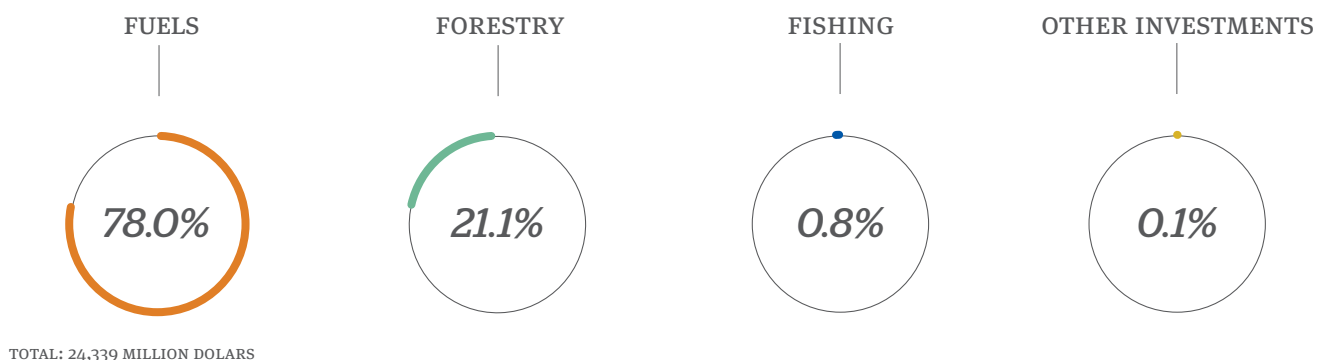 FUELS
FORESTRY
FISHING
OTHER INVESTMENTS
78.0%
21.1%
0.8%
0.1%
TOTAL: 24,339 MILLION DOLARS